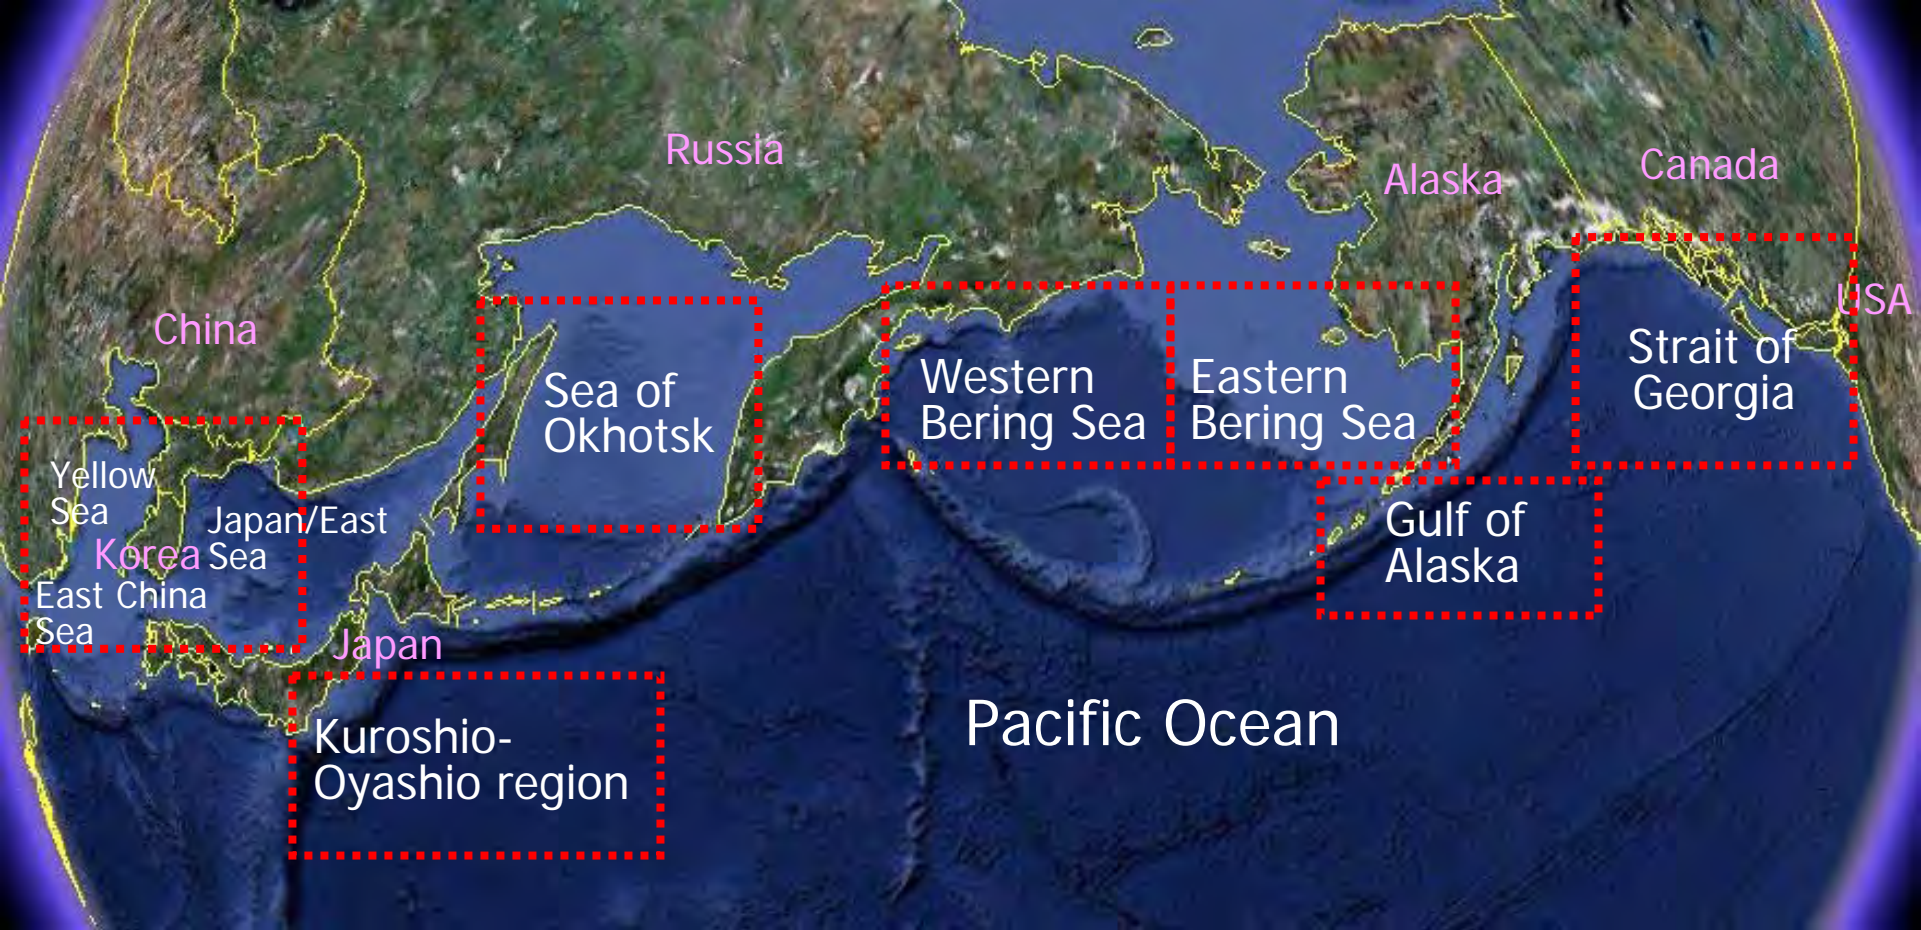 Russia
Alaska
Canada
China
USA
Strait of
Georgia
Western
Bering Sea
Eastern
Bering Sea
Sea of
Okhotsk
Yellow
Sea
Japan/East
Sea
Korea
East China
Sea
Gulf of
Alaska
Japan
Kuroshio-
Oyashio region
Pacific Ocean